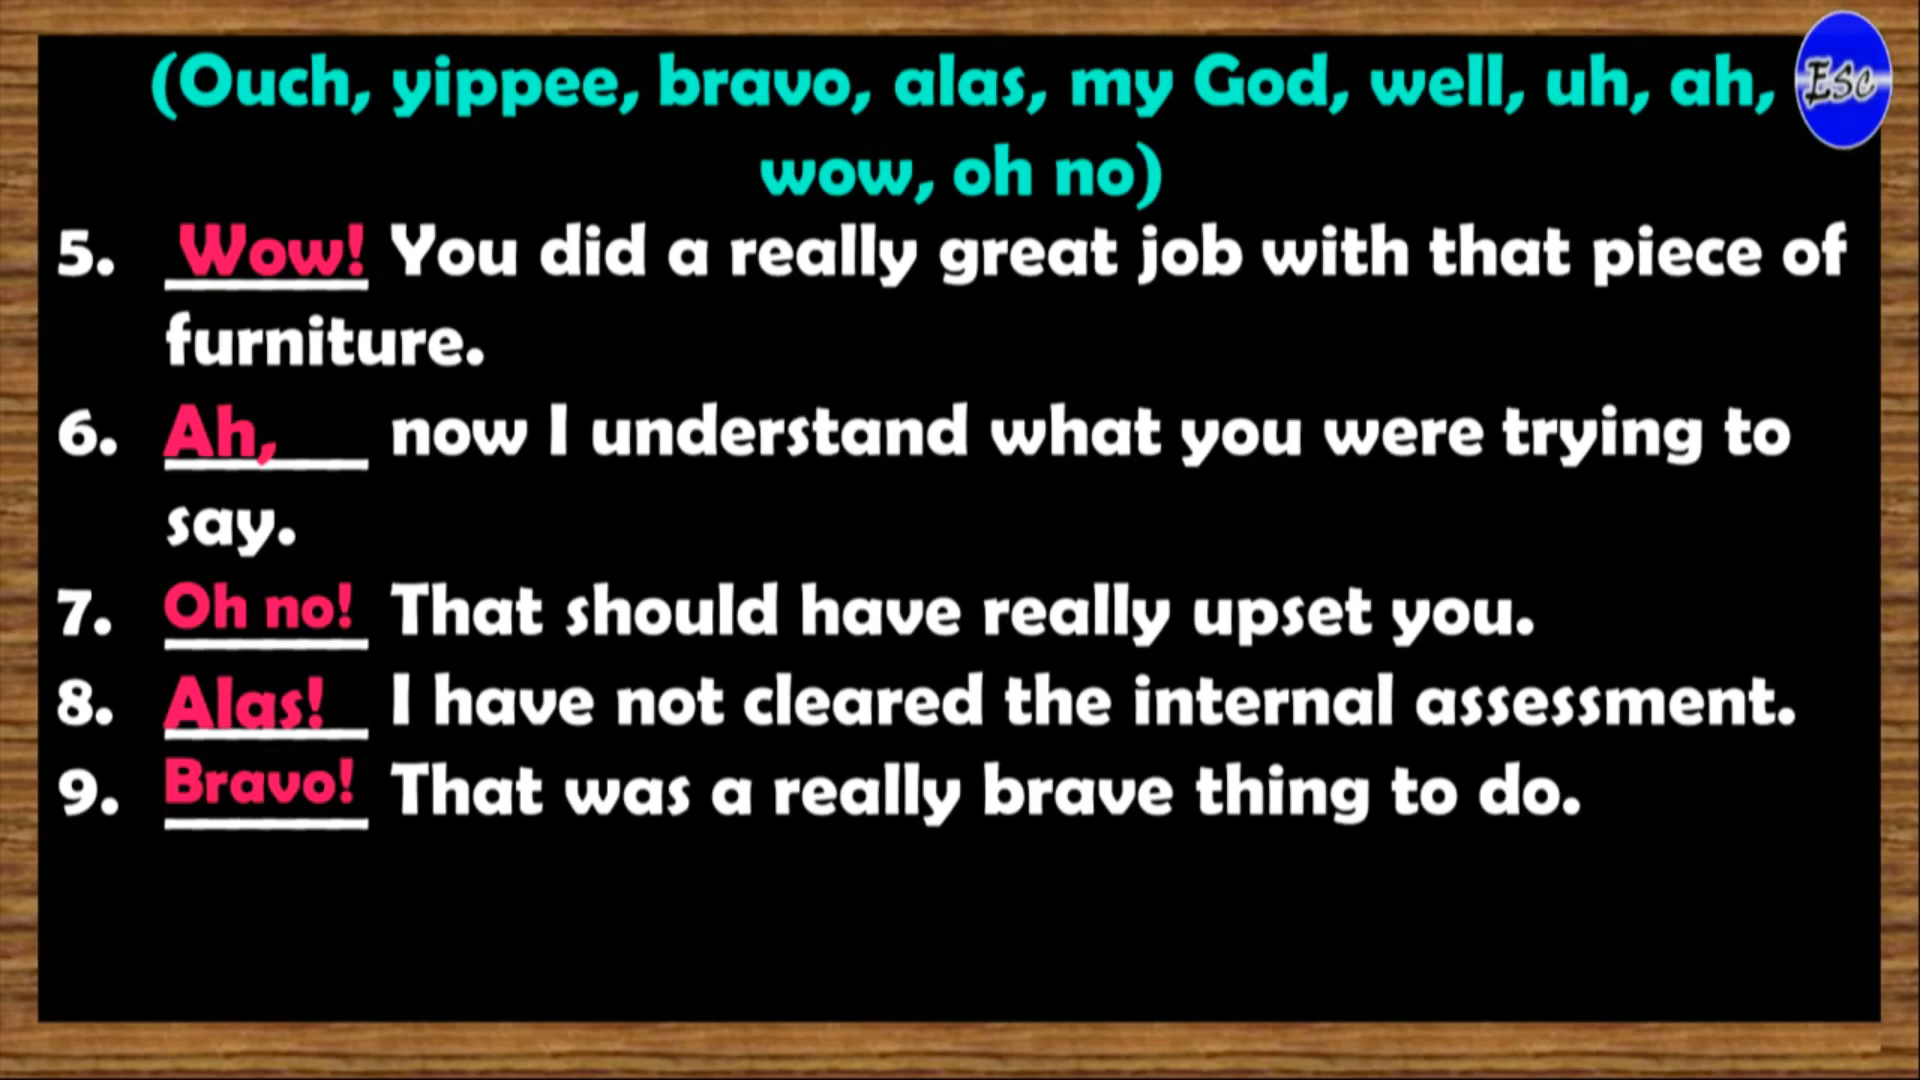 (Ouch, yippee, bravo, alas, my God, well, uh, ah,
ESC
wow, oh no)
5. Wow! You did a really great job with that piece of
furniture.
6. Ah, now I understand what you were trying to
say.
7. Oh no! That should have really upset you.
8. Alas! I have not cleared the internal assessment.
9. Bravo! That was a really brave thing to do.